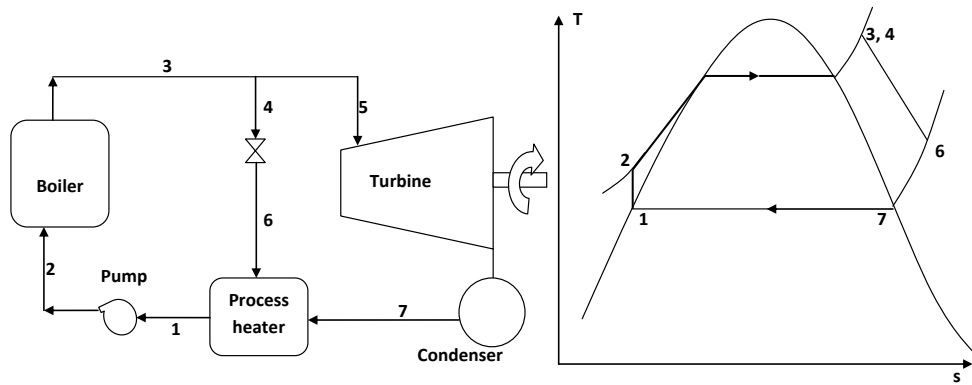 3
4
5
Boiler
Turbine
2
6
Pump
Process
heater
1
7
Condenser
T
3, 4
2
6
1
7
s